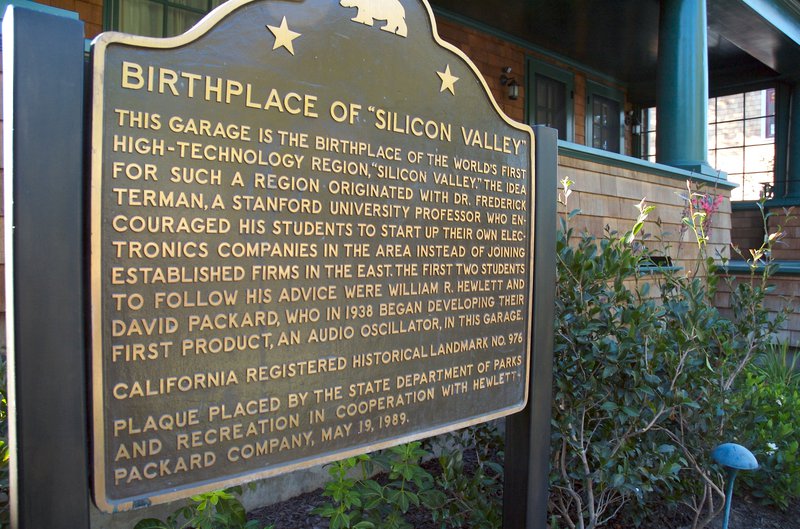 BIRTHPLACE OF "SILICON VALLEY"
THIS GARAGE IS THE BIRTHPLACE OF THE WORLD'S FIRST
HIGH-TECHNOLOGY REGION, "SILICON VALLEY." THE IDEA
FOR SUCH A REGION ORIGINATED WITH DR. FREDERICK
TERMAN, A STANFORD UNIVERSITY PROFESSOR WHO EN-
COURAGED HIS STUDENTS TO START UP THEIR OWN ELEC-
TRONICS COMPANIES IN THE AREA INSTEAD OF JOINING
ESTABLISHED FIRMS IN THE EAST. THE FIRST TWO STUDENTS
TO FOLLOW HIS ADVICE WERE WILLIAM R. HEWLETT AND
DAVID PACKARD, WHO IN 1938 BEGAN DEVELOPING THEIR
FIRST PRODUCT, AN AUDIO OSCILLATOR, IN THIS GARAGE.
CALIFORNIA REGISTERED HISTORICAL LANDMARK NO. 976
PLAQUE PLACED BY THE STATE DEPARTMENT OF PARKS
AND RECREATION IN COOPERATION WITH HEWLETT-
PACKARD COMPANY, MAY 19, 1989.